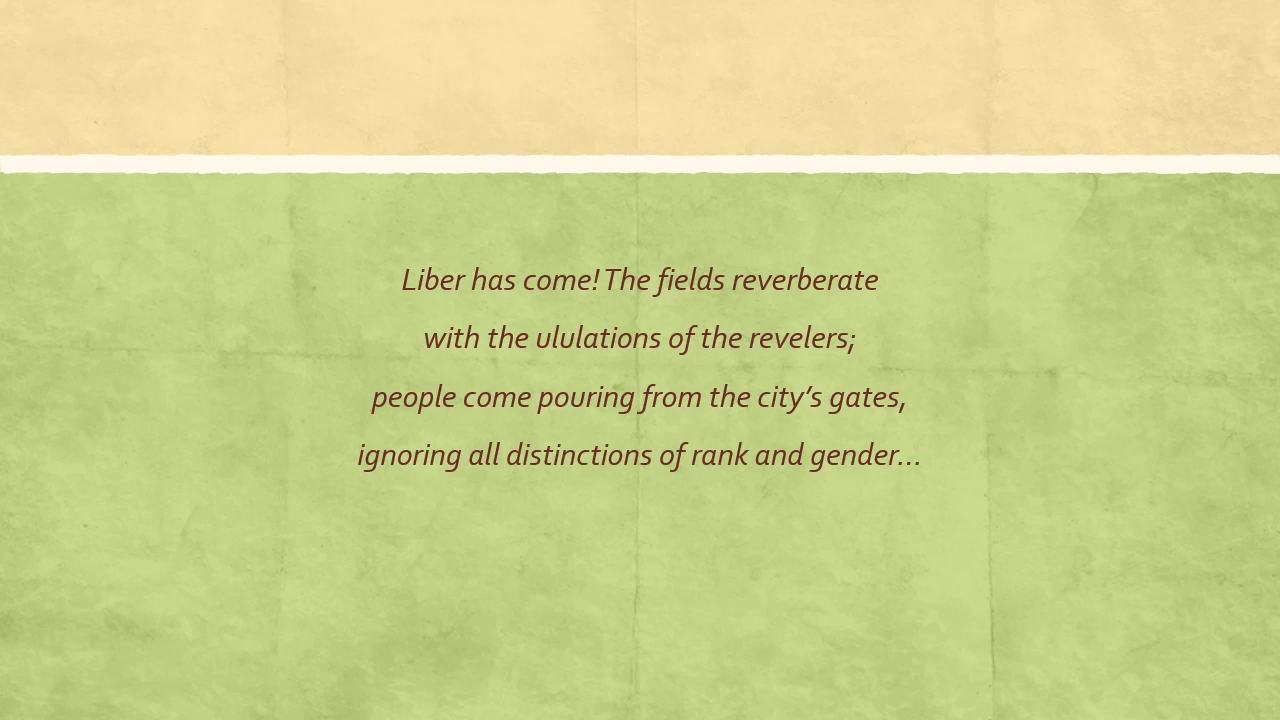 Liber has come! The fields reverberate
with the ululations of the revelers;
people come pouring from the city’s gates,
ignoring all distinctions of rank and gender…